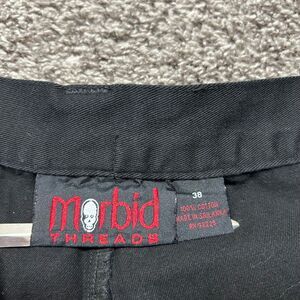 morbid
THREADS
38
100% COTTON
MADE IN SRI LANKA